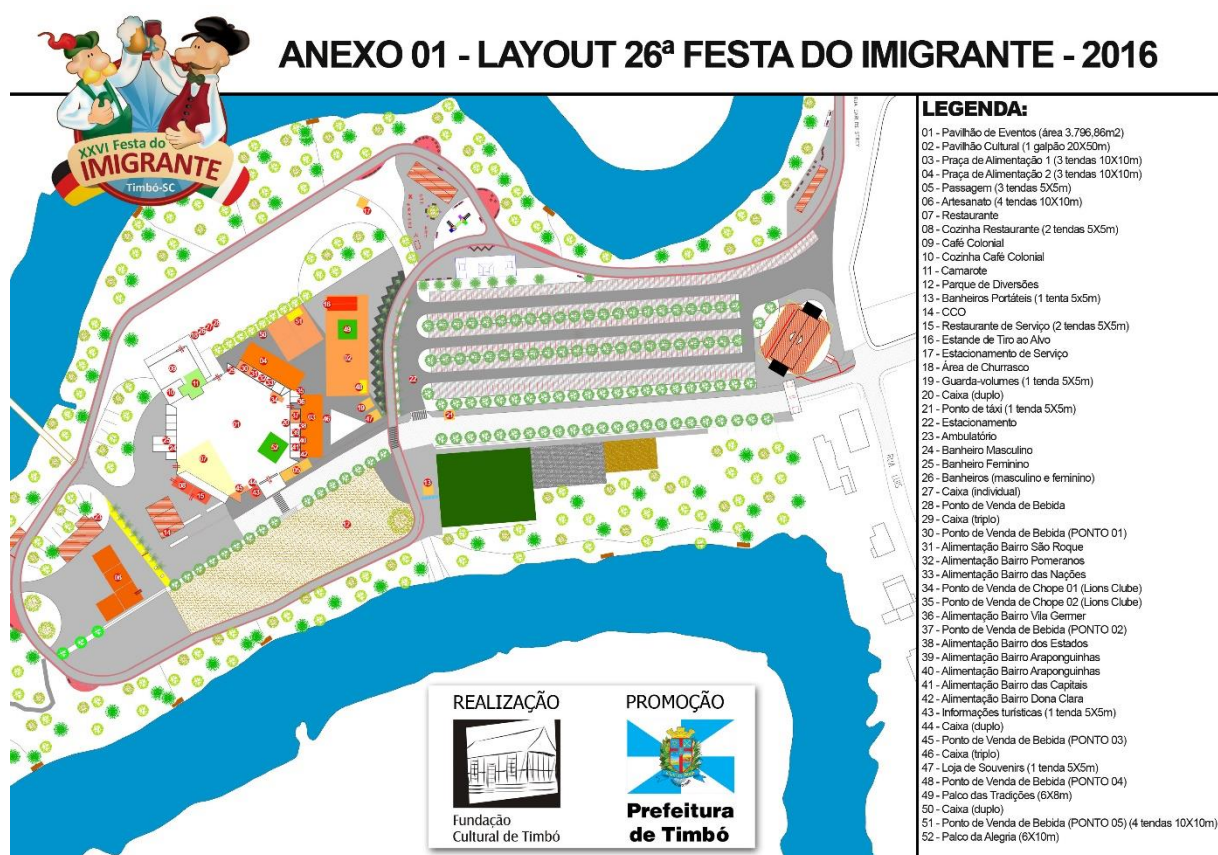 ANEXO 01 - LAYOUT 26ª FESTA DO IMIGRANTE - 2016
XXVI Festa do
IMIGRANTE
Timbó-SC
LEGENDA:
01 - Pavilhão de Eventos (área 3.796,86m2)
02 - Pavilhão Cultural (1 galpão 20X50m)
03 - Praça de Alimentação 1 (3 tendas 10X10m)
04 - Praça de Alimentação 2 (3 tendas 10X10m)
05 - Passagem (3 tendas 5X5m)
06 - Artesanato (4 tendas 10X10m)
07 - Restaurante
08 - Cozinha Restaurante (2 tendas 5X5m)
09 - Café Colonial
10 - Cozinha Café Colonial
11 - Camarote
12 - Parque de Diversões
13 - Banheiros Portáteis (1 tenta 5x5m)
14 - CCO
15 - Restaurante de Serviço (2 tendas 5X5m)
16 - Estande de Tiro ao Alvo
17 - Estacionamento de Serviço
18 - Área de Churrasco
19 - Guarda-volumes (1 tenda 5X5m)
20 - Caixa (duplo)
21 - Ponto de táxi (1 tenda 5X5m)
22 - Estacionamento
23 - Ambulatório
24 - Banheiro Masculino
25 - Banheiro Feminino
26 - Banheiros (masculino e feminino)
27 - Caixa (individual)
28 - Ponto de Venda de Bebida
29 - Caixa (triplo)
30 - Ponto de Venda de Bebida (PONTO 01)
31 - Alimentação Bairro São Roque
32 - Alimentação Bairro Pomeranos
33 - Alimentação Bairro das Nações
34 - Ponto de Venda de Chope 01 (Lions Clube)
35 - Ponto de Venda de Chope 02 (Lions Clube)
36 - Alimentação Bairro Vila Germer
37 - Ponto de Venda de Bebida (PONTO 02)
38 - Alimentação Bairro dos Estados
39 - Alimentação Bairro Araponguinhas
40 - Alimentação Bairro Araponguinhas
41 - Alimentação Bairro das Capitais
42 - Alimentação Bairro Dona Clara
43 - Informações turísticas (1 tenda 5X5m)
44 - Caixa (duplo)
45 - Ponto de Venda de Bebida (PONTO 03)
46 - Caixa (triplo)
47 - Loja de Souvenirs (1 tenda 5X5m)
48 - Ponto de Venda de Bebida (PONTO 04)
49 - Palco das Tradições (6X8m)
50 - Caixa (duplo)
51 - Ponto de Venda de Bebida (PONTO 05) (4 tendas 10X10m)
52 - Palco da Alegria (6X10m)
RUA LUIS
REALIZAÇÃO
Fundação
Cultural de Timbó
PROMOÇÃO
Prefeitura
de Timbó